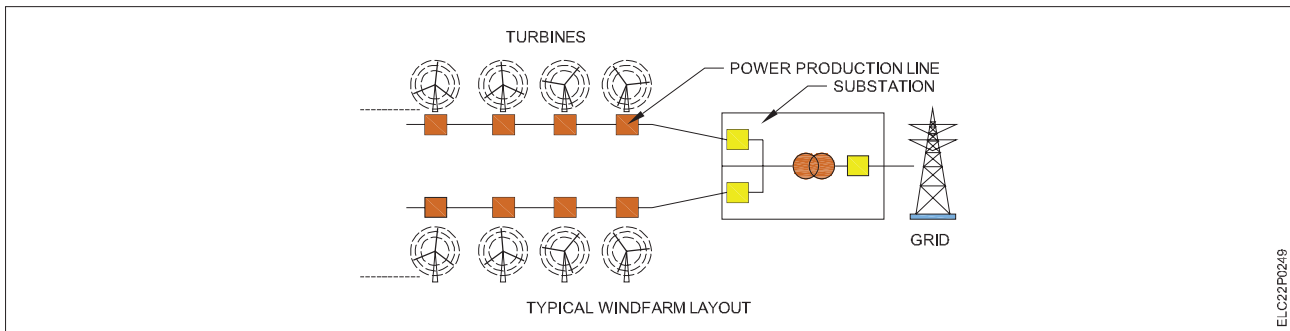 TURBINES
POWER PRODUCTION LINE
SUBSTATION
GRID
TYPICAL WINDFARM LAYOUT
ELC22P0249